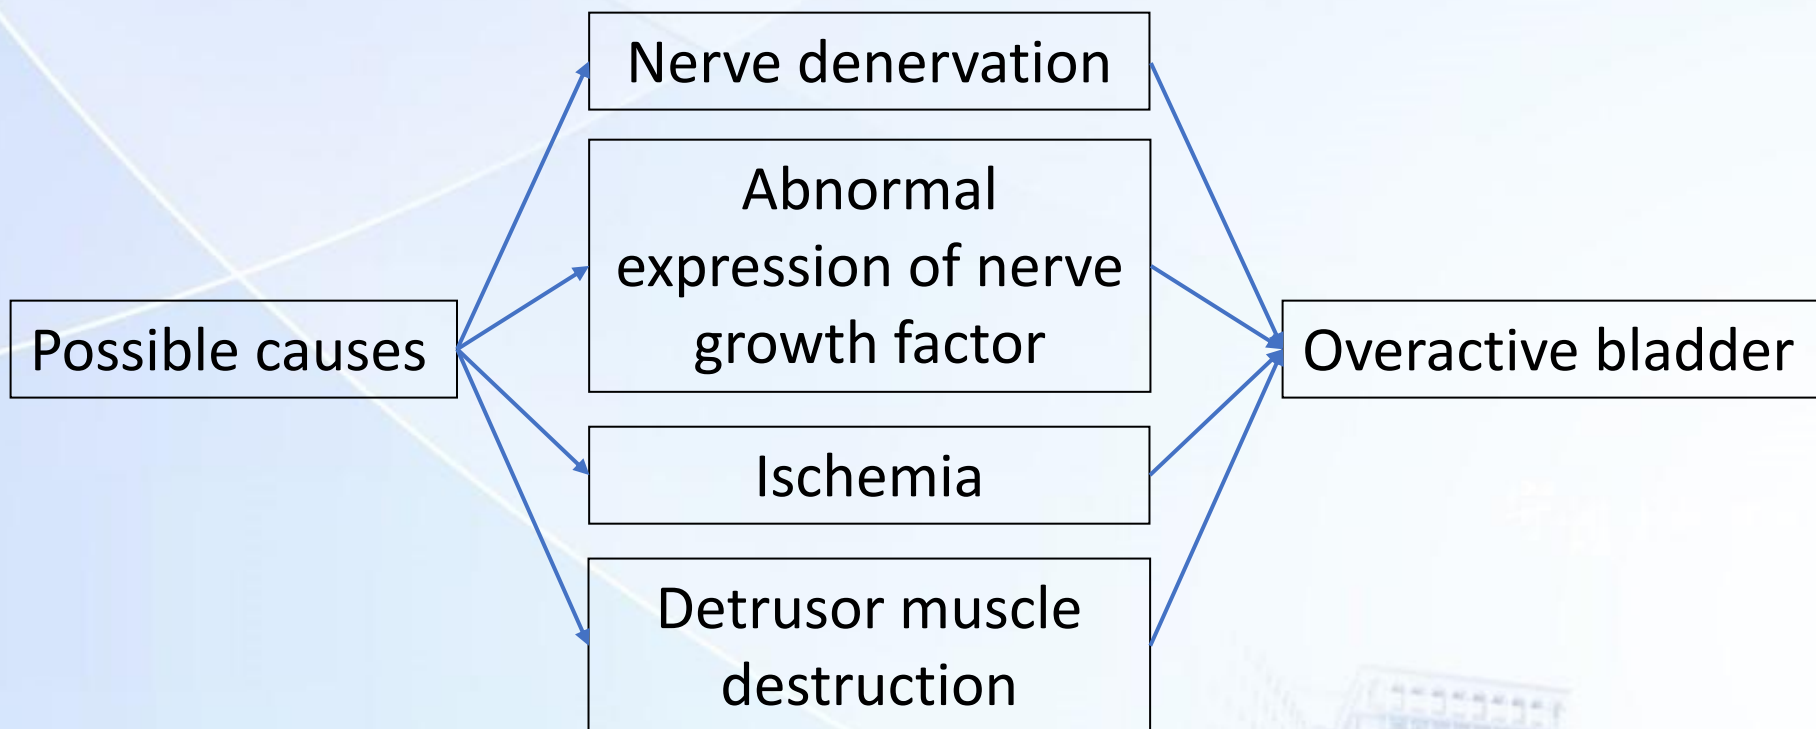 Nerve denervation
Abnormal
expression of nerve
growth factor
Possible causes
Overactive bladder
Ischemia
Detrusor muscle
destruction